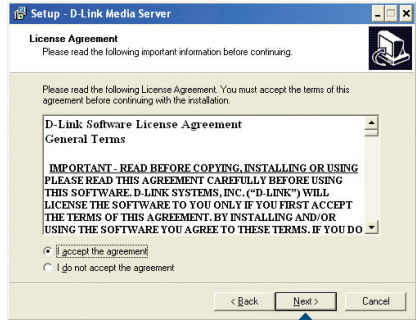 Setup - D-Link Media Server
License Agreement
Please read the following important information before continuing.
Please read the following License Agreement. You must accept the terms of this
agreement before continuing with the installation.
D-Link Software License Agreement
General Terms
IMPORTANT - READ BEFORE COPYING, INSTALLING OR USING
PLEASE READ THIS AGREEMENT CAREFULLY BEFORE USING
THIS SOFTWARE. D-LINK SYSTEMS, INC. ("D-LINK") WILL
LICENSE THE SOFTWARE TO YOU ONLY IF YOU FIRST ACCEPT
THE TERMS OF THIS AGREEMENT. BY INSTALLING AND/OR
USING THE SOFTWARE YOU AGREE TO THESE TERMS. IF YOU DO
I accept the agreement
I do not accept the agreement
< Back Next > Cancel